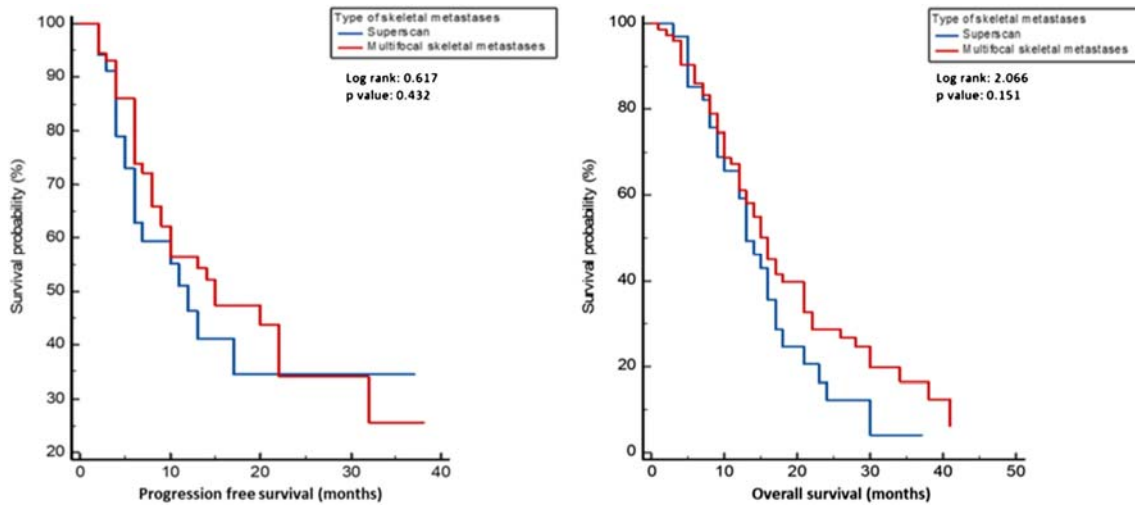 Type of skeletal metastases
Superscan
Multifocal skeletal metastases
Log rank: 0.617
p value: 0.432
100
90
80
70
60
50
40
30
20
Survival probability (%)
0
10
20
30
40
Progression free survival (months)
Type of skeletal metastases
Superscan
Multifocal skeletal metastases
Log rank: 2.066
p value: 0.151
100
80
60
40
20
0
Survival probability (%)
0
10
20
30
40
50
Overall survival (months)